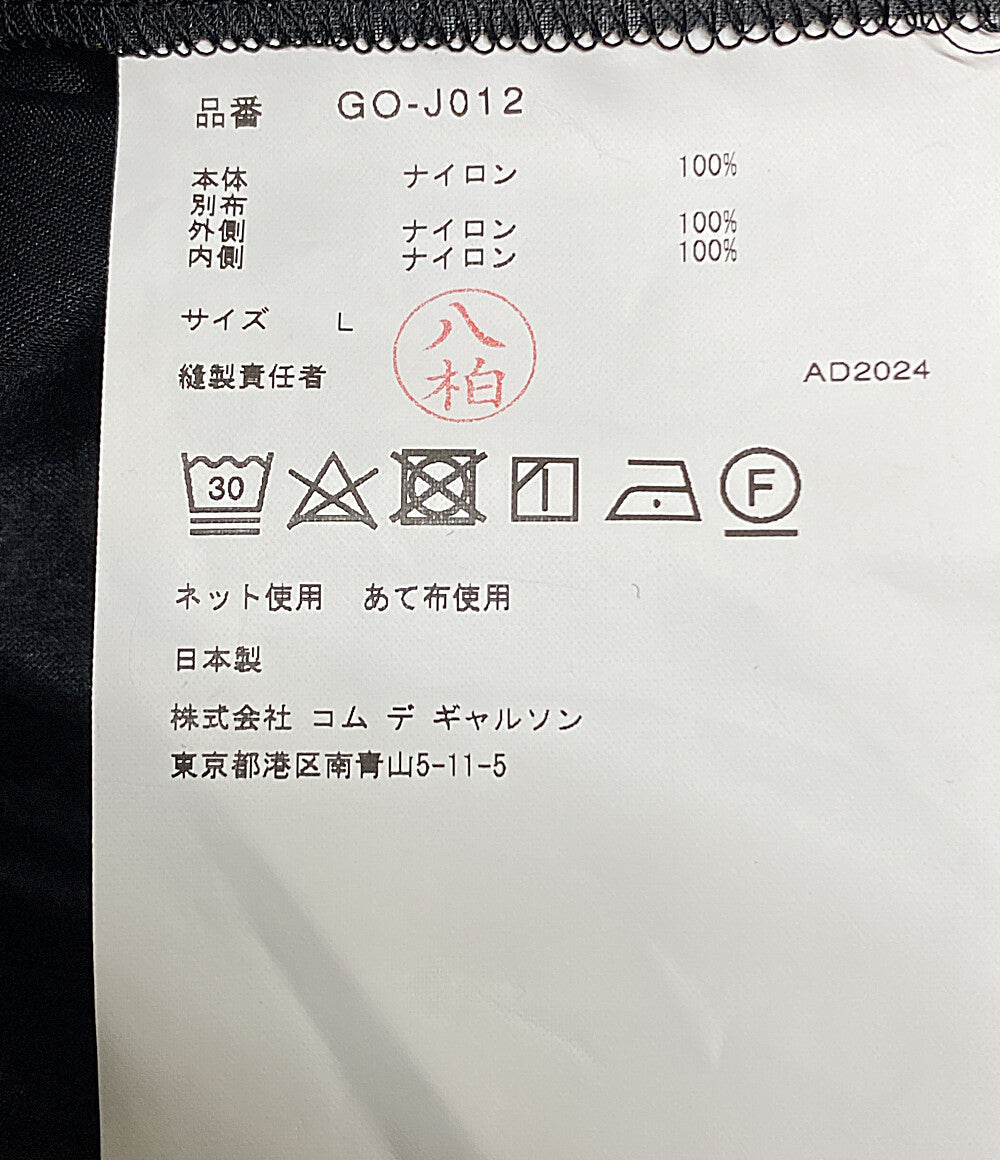 品番 GO-J012
本体 ナイロン 100%
別布
外側 ナイロン 100%
内側 ナイロン 100%
サイズ L
八柏
縫製責任者 AD2024
30 F
ネット使用 あて布使用
日本製
株式会社 コム デ ギャルソン
東京都港区南青山5-11-5